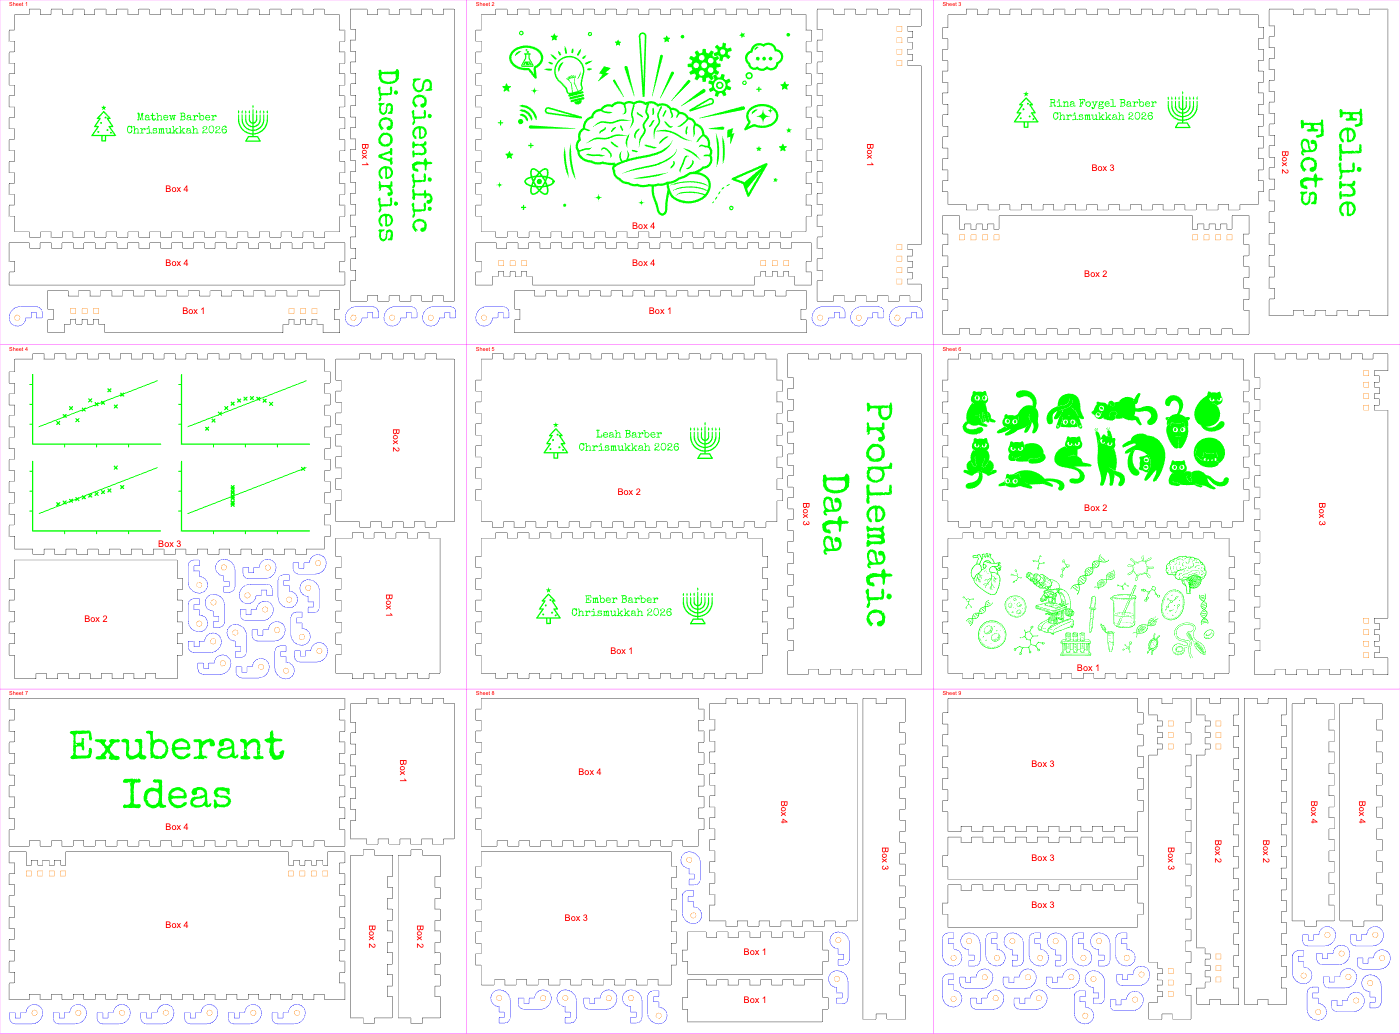 Sheet 1
Mathew Barber
Chrismukkah 2026
Box 4
Box 4
Box 1
Box 1
Scientific
Discoveries
Sheet 2
Box 4
Box 4
Box 1
Box 1
Sheet 3
Rina Foygel Barber
Chrismukkah 2026
Box 3
Box 2
Box 2
Feline
Facts
Sheet 4
Box 3
Box 2
Box 2
Box 1
Sheet 5
Leah Barber
Chrismukkah 2026
Box 2
Ember Barber
Chrismukkah 2026
Box 1
Box 3
Problematic
Data
Sheet 6
Box 2
Box 1
Box 3
Sheet 7
Exuberant
Ideas
Box 4
Box 4
Box 1
Box 2
Box 2
Sheet 8
Box 4
Box 3
Box 4
Box 1
Box 1
Box 3
Sheet 9
Box 3
Box 3
Box 3
Box 3
Box 2
Box 2
Box 4
Box 4